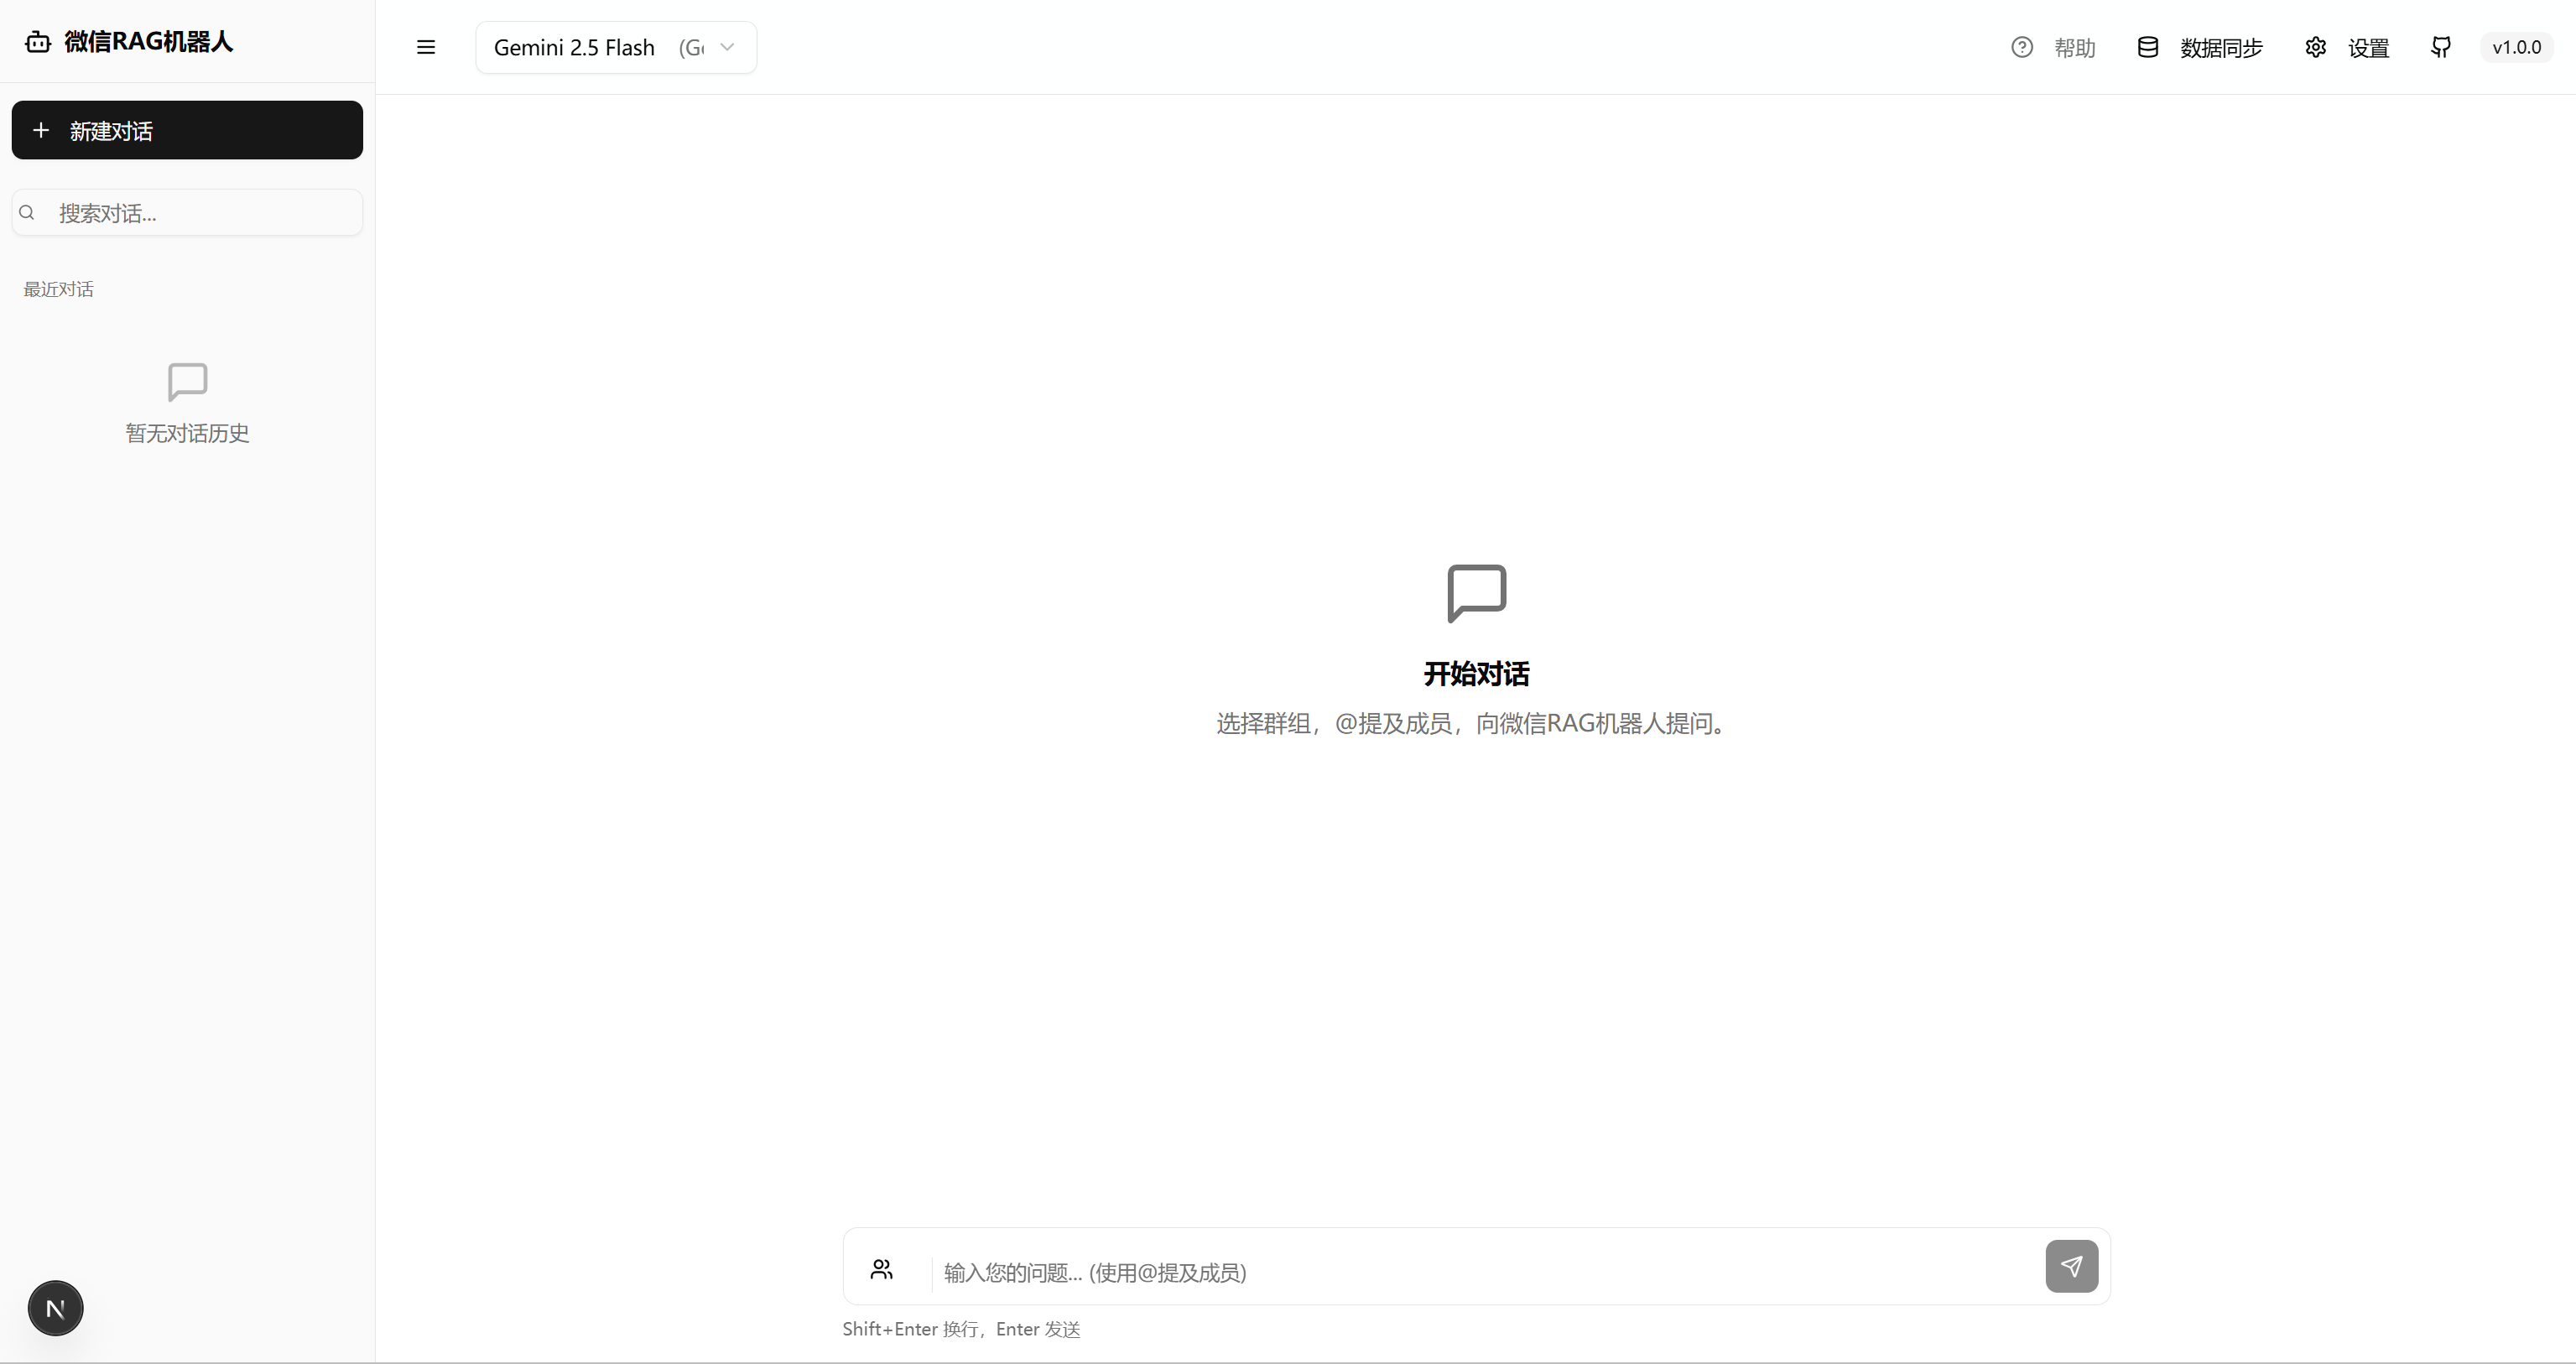 微信RAG机器人
新建对话
搜索对话...
最近对话
暂无对话历史
N
Gemini 2.5 Flash (Ge
帮助
数据同步
设置
v1.0.0
开始对话
选择群组，@提及成员，向微信RAG机器人提问。
输入您的问题... (使用@提及成员)
Shift+Enter 换行，Enter 发送